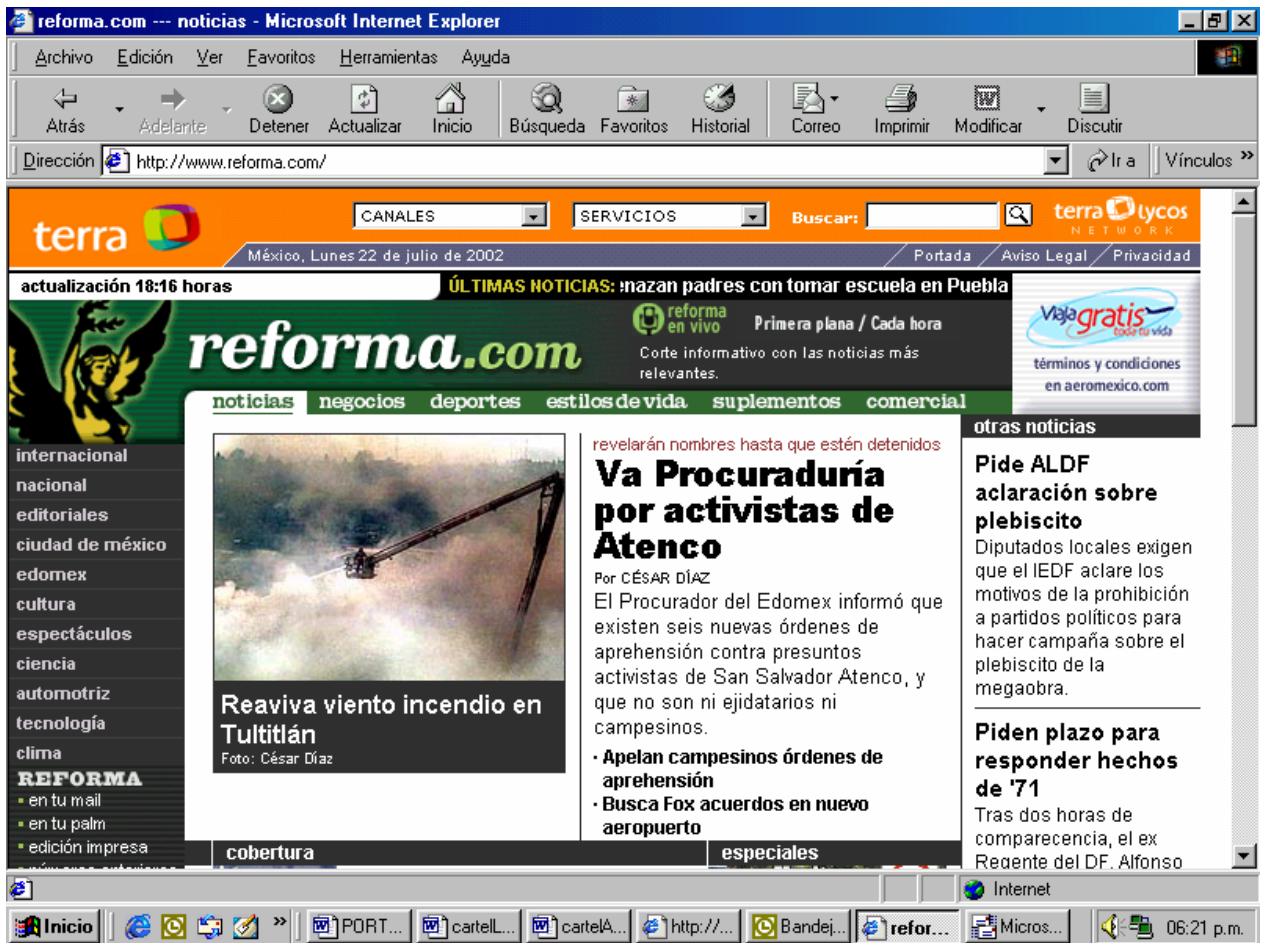 reforma.com --- noticias - Microsoft Internet Explorer
Archivo Edición Ver Favoritos Herramientas Ayuda
Atrás Adelante Detener Actualizar Inicio Búsqueda Favoritos Historial Correo Imprimir Modificar Discutir
Dirección http://www.reforma.com/ Ir a Vínculos »
terra CANALES SERVICIOS Buscar: terra lycos
NETWORK
México, Lunes 22 de julio de 2002 Portada Aviso Legal Privacidad
actualización 18:16 horas ÚLTIMAS NOTICIAS: enazan padres con tomar escuela en Puebla
reforma.com
reforma
en vivo
Primera plana / Cada hora
Corte informativo con las noticias más
relevantes.
Viaja gratis
toda tu vida
términos y condiciones
en aeromexico.com
noticias negocios deportes estilos de vida suplementos comercial
internacional
nacional
editoriales
ciudad de méxico
edomex
cultura
espectáculos
ciencia
automotriz
tecnología
clima
REFORMA
en tu mail
en tu palm
edición impresa
números anteriores
Reaviva viento incendio en
Tultitlán
Foto: César Díaz
revelarán nombres hasta que estén detenidos
Va Procuraduría
por activistas de
Atenco
Por CÉSAR DÍAZ
El Procurador del Edomex informó que
existen seis nuevas órdenes de
aprehensión contra presuntos
activistas de San Salvador Atenco, y
que no son ni ejidatarios ni
campesinos.
· Apelan campesinos órdenes de
aprehensión
· Busca Fox acuerdos en nuevo
aeropuerto
otras noticias
Pide ALDF
aclaración sobre
plebiscito
Diputados locales exigen
que el IEDF aclare los
motivos de la prohibición
a partidos políticos para
hacer campaña sobre el
plebiscito de la
megaobra.
Piden plazo para
responder hechos
de '71
Tras dos horas de
comparecencia, el ex
Regente del DF, Alfonso
cobertura especiales
Internet
Inicio » PORT... cartelL... cartelA... http://... Bandej... refor... Micros... 06:21 p.m.